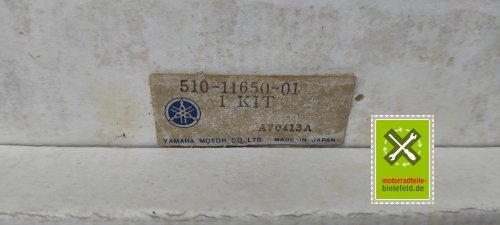 510-11650-01
1 KIT
A70413A
YAMAHA MOTOR CO.,LTD. MADE IN JAPAN
motorradteile-
bielefeld.de